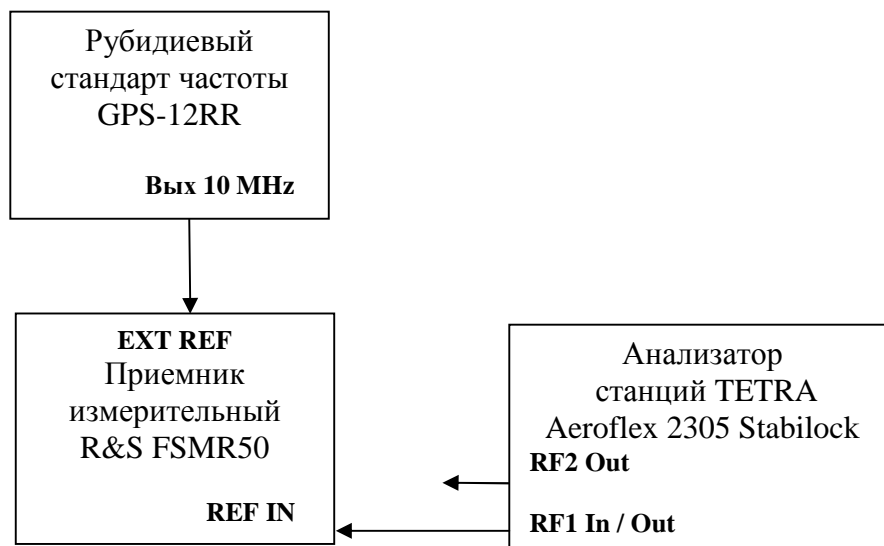 Рубидиевый
стандарт частоты
GPS-12RR
Вых 10 MHz
EXT REF
Приемник
измерительный
R&S FSMR50
REF IN
Анализатор
станций TETRA
Aeroflex 2305 Stabilock
RF2 Out
RF1 In / Out